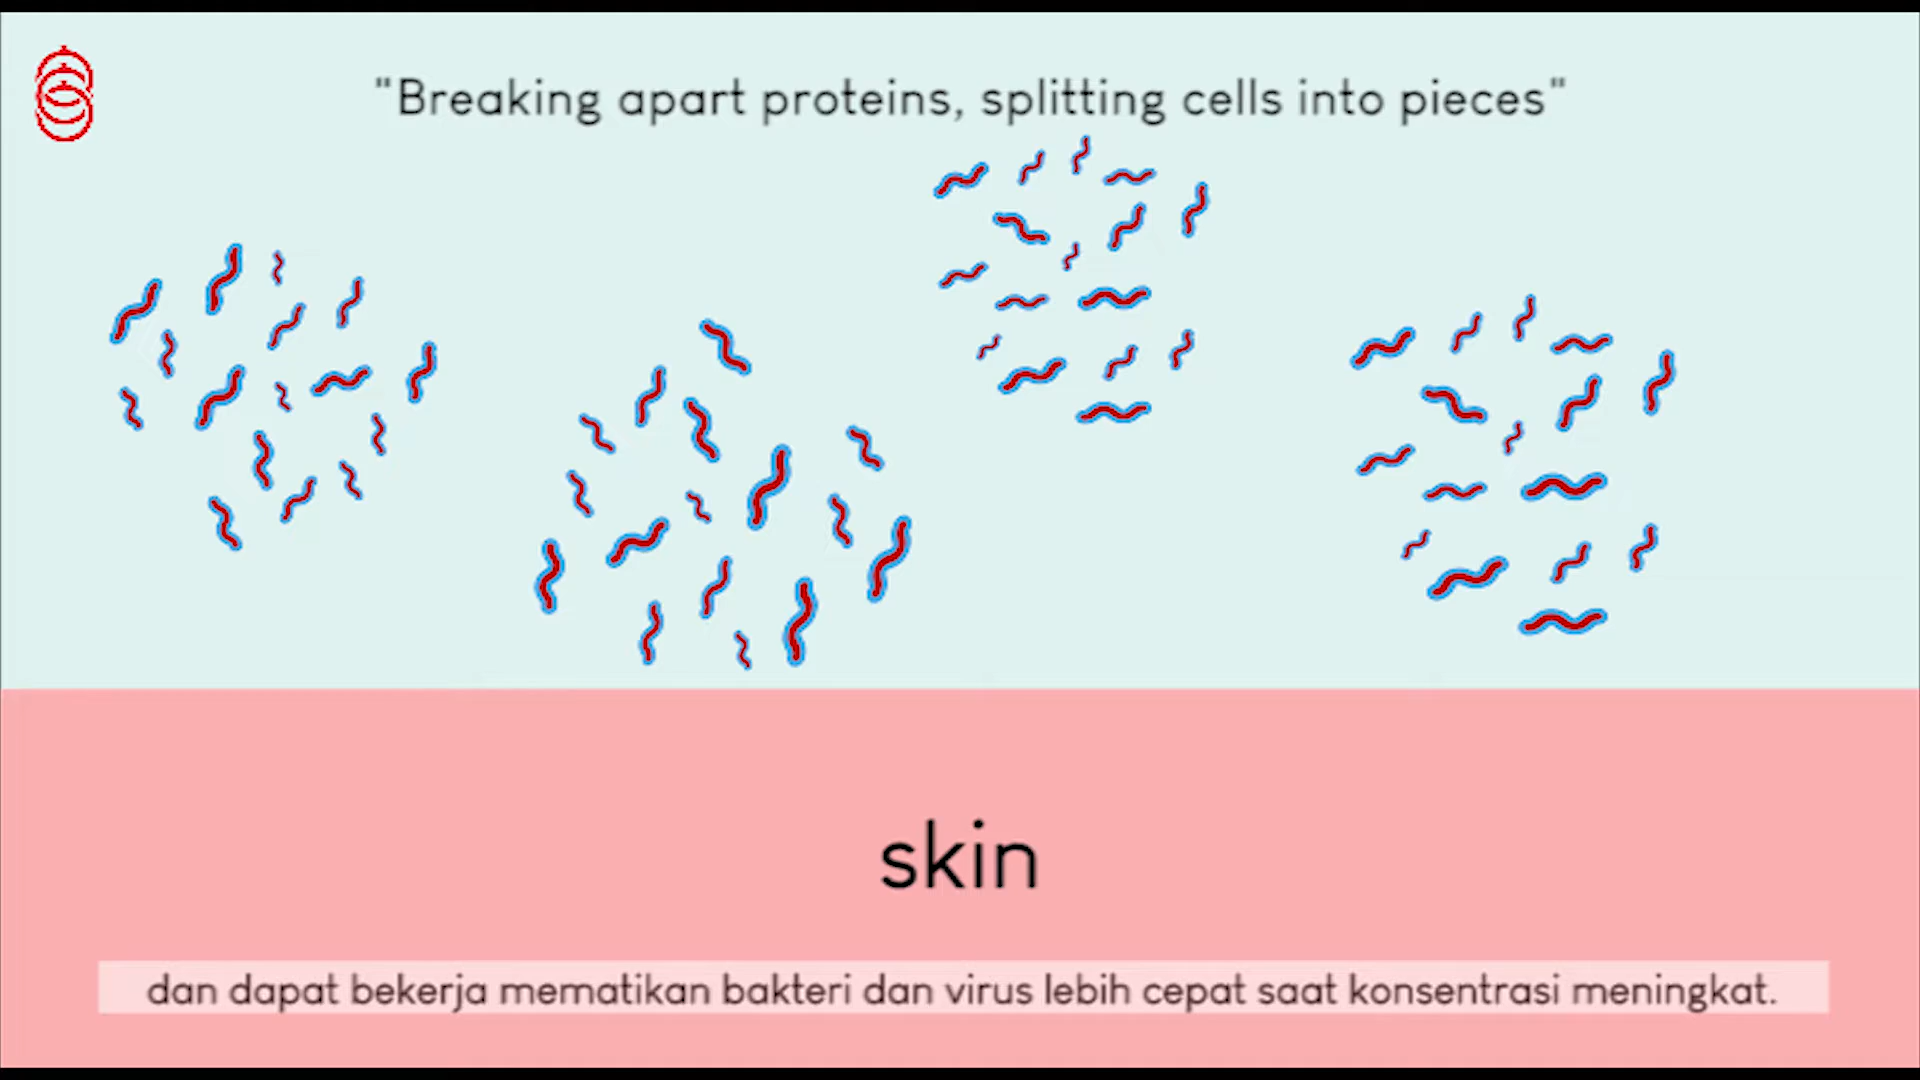 "Breaking apart proteins, splitting cells into pieces"
skin
dan dapat bekerja mematikan bakteri dan virus lebih cepat saat konsentrasi meningkat.